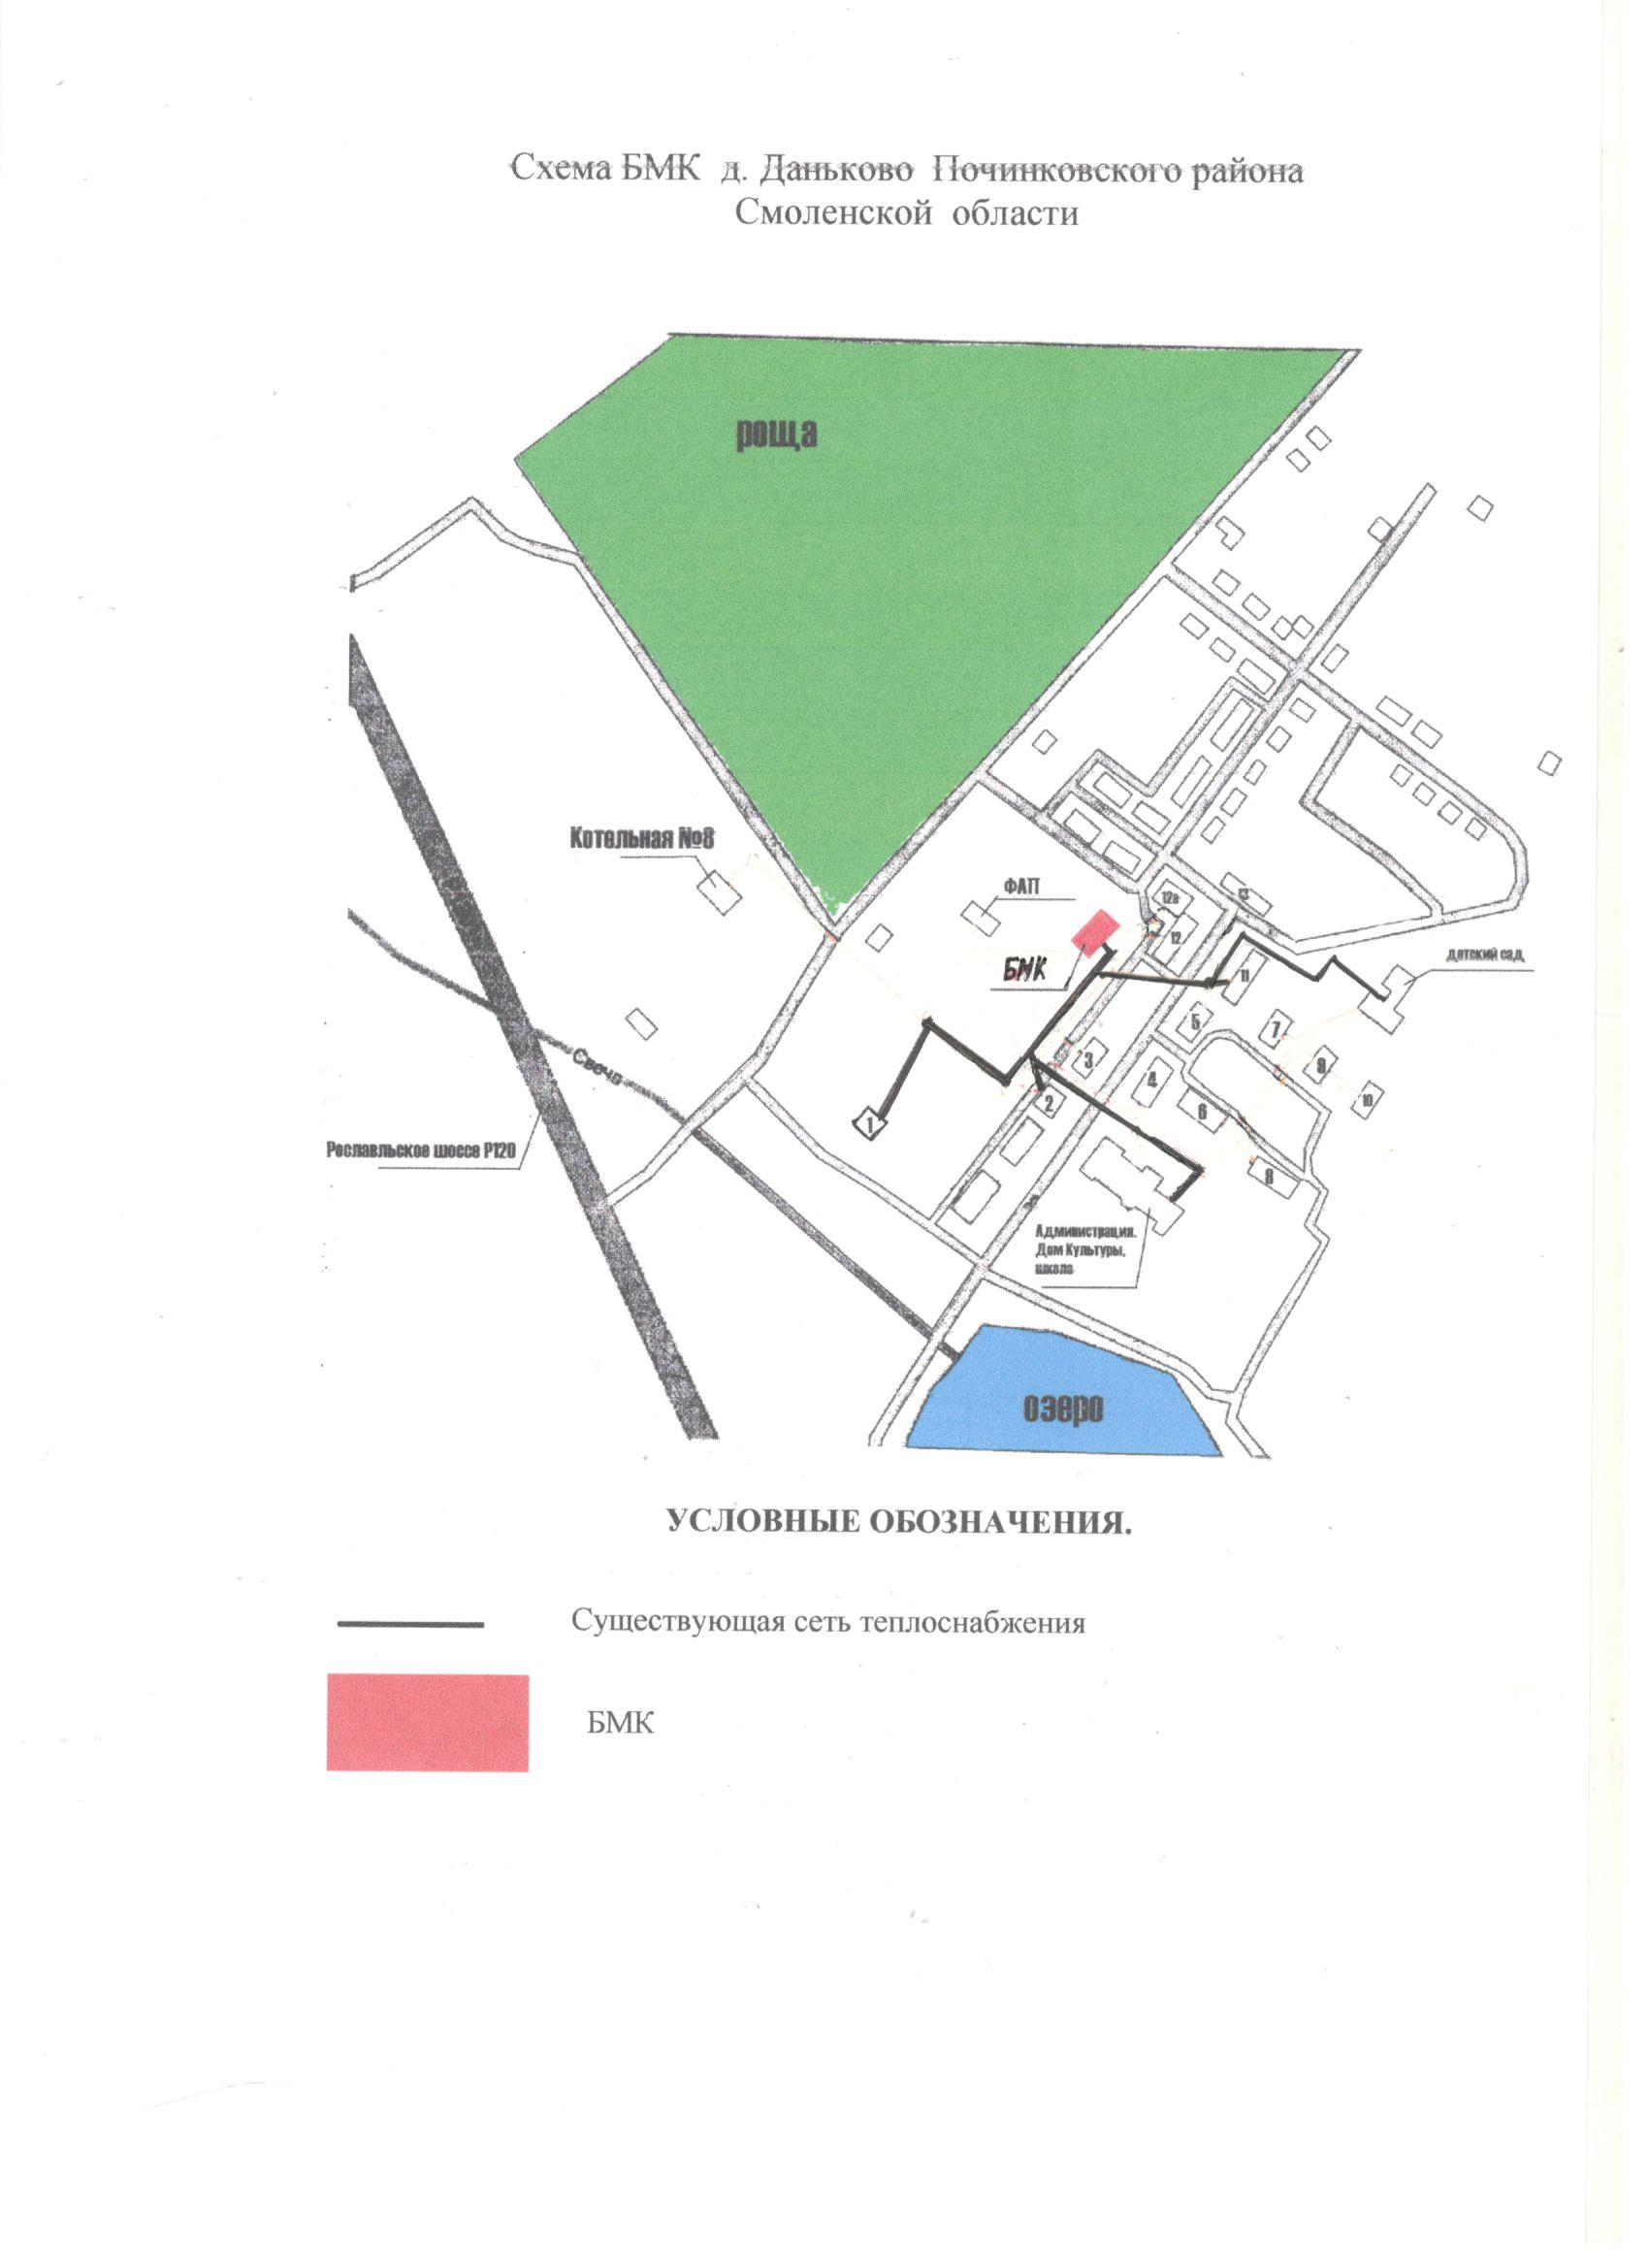 Схема БМК д. Даньково Починковского района
Смоленской области
роща
Котельная №8
ФАП
БМК
12а
12
13
11
детский сад
5
7
3
9
4
10
2
6
1
Свеча
Рославльское шоссе Р120
8
Администрация.
Дом Культуры,
школа
озеро
УСЛОВНЫЕ ОБОЗНАЧЕНИЯ.
Существующая сеть теплоснабжения
БМК